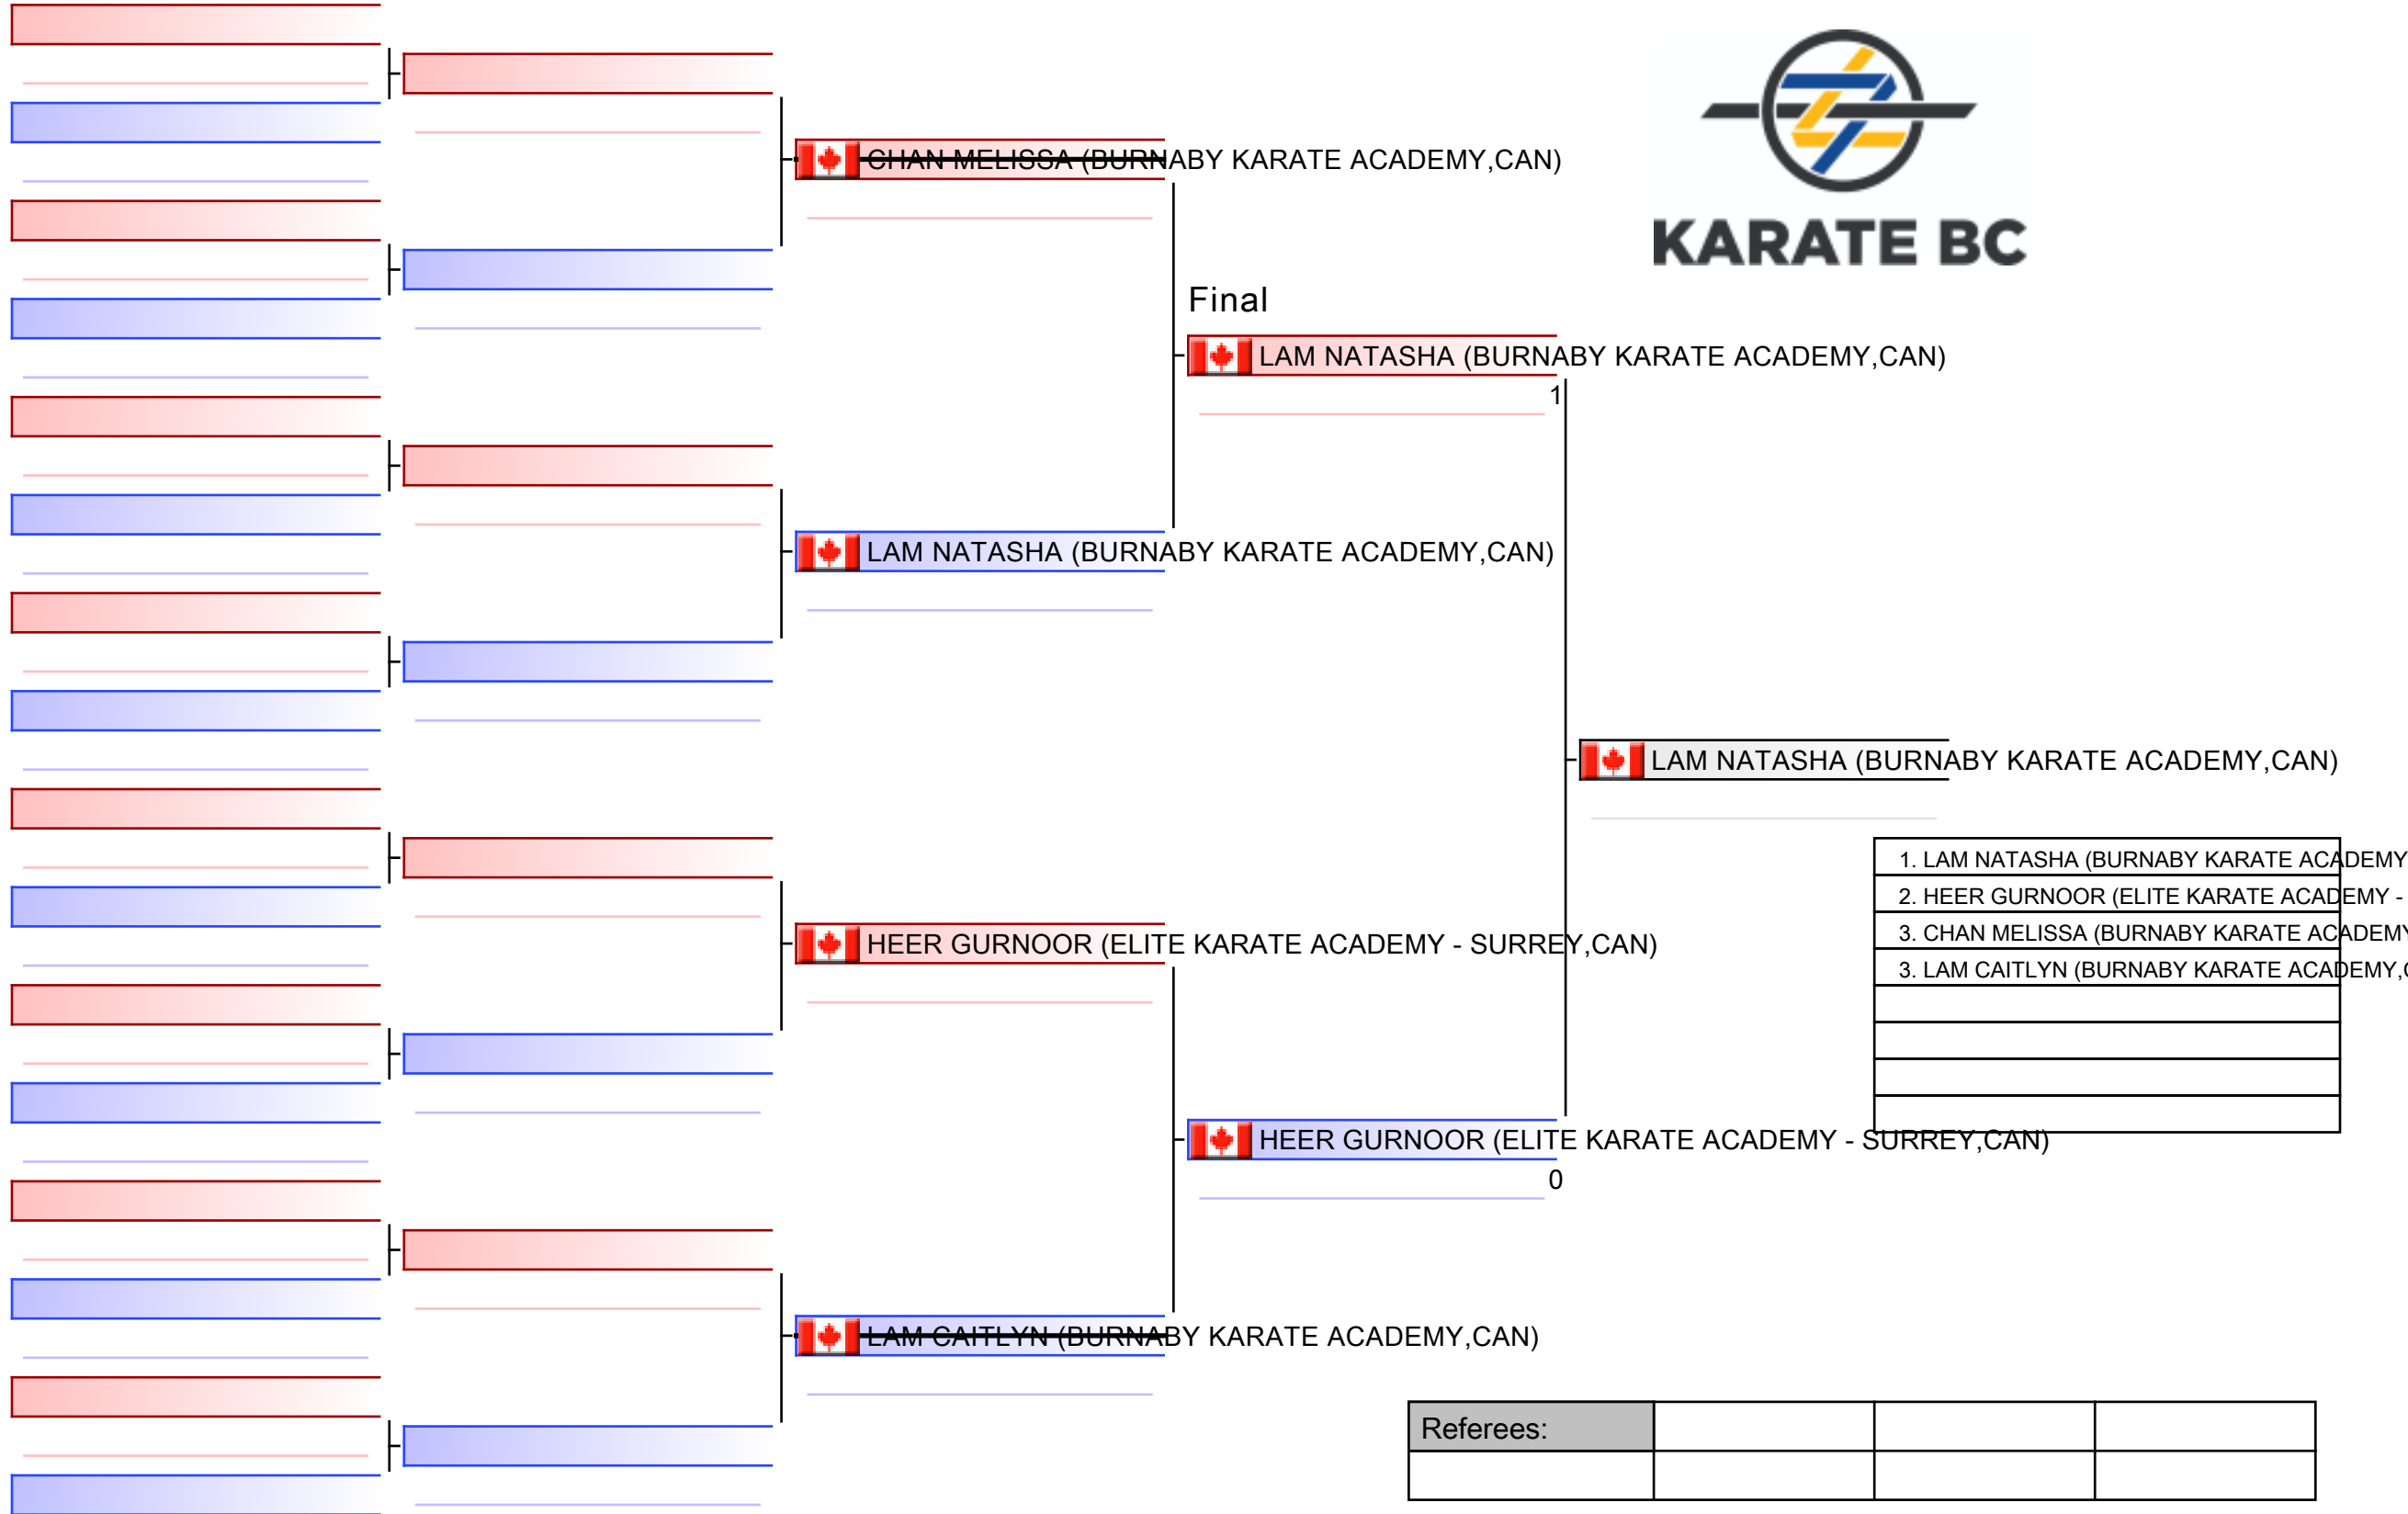 CHAN MELISSA (BURNABY KARATE ACADEMY,CAN)
KARATE BC
Final
LAM NATASHA (BURNABY KARATE ACADEMY,CAN)
1
LAM NATASHA (BURNABY KARATE ACADEMY,CAN)
LAM NATASHA (BURNABY KARATE ACADEMY,CAN)
1. LAM NATASHA (BURNABY KARATE ACADEMY
2. HEER GURNOOR (ELITE KARATE ACADEMY -
3. CHAN MELISSA (BURNABY KARATE ACADEMY
3. LAM CAITLYN (BURNABY KARATE ACADEMY,
HEER GURNOOR (ELITE KARATE ACADEMY - SURREY,CAN)
HEER GURNOOR (ELITE KARATE ACADEMY - SURREY,CAN)
0
LAM CAITLYN (BURNABY KARATE ACADEMY,CAN)
Referees: